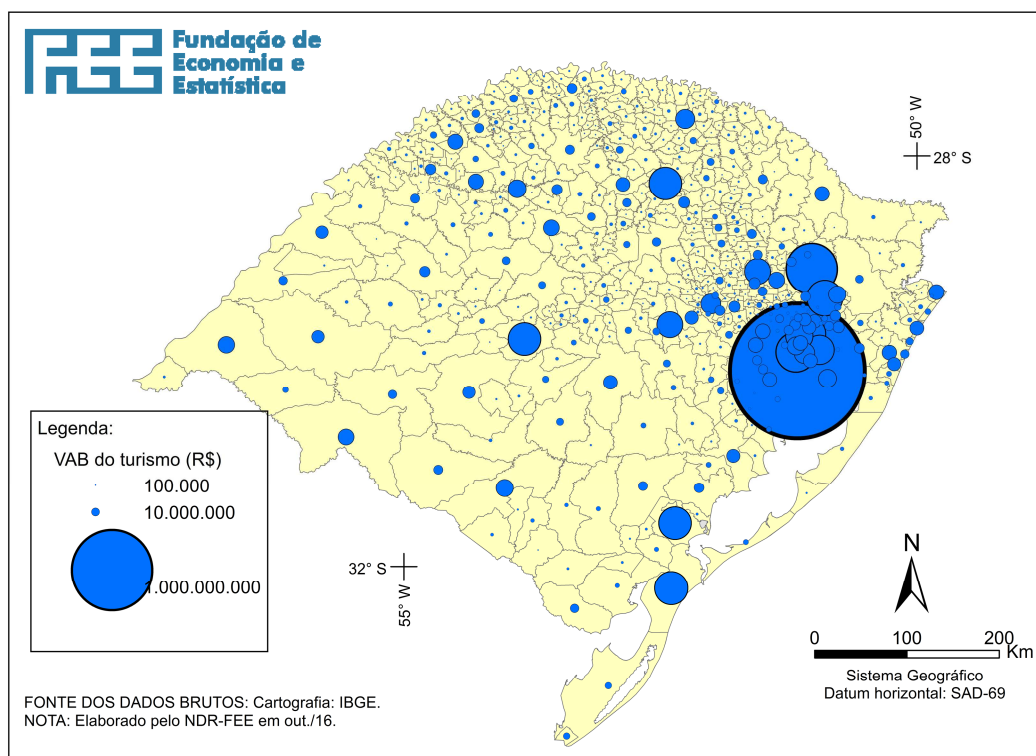 FEE
Fundação de
Economia e
Estatística
50° W
28° S
Legenda:
VAB do turismo (R$)
100.000
10.000.000
1.000.000.000
32° S
55° W
N
0 100 200 Km
Sistema Geográfico
Datum horizontal: SAD-69
FONTE DOS DADOS BRUTOS: Cartografia: IBGE.
NOTA: Elaborado pelo NDR-FEE em out./16.